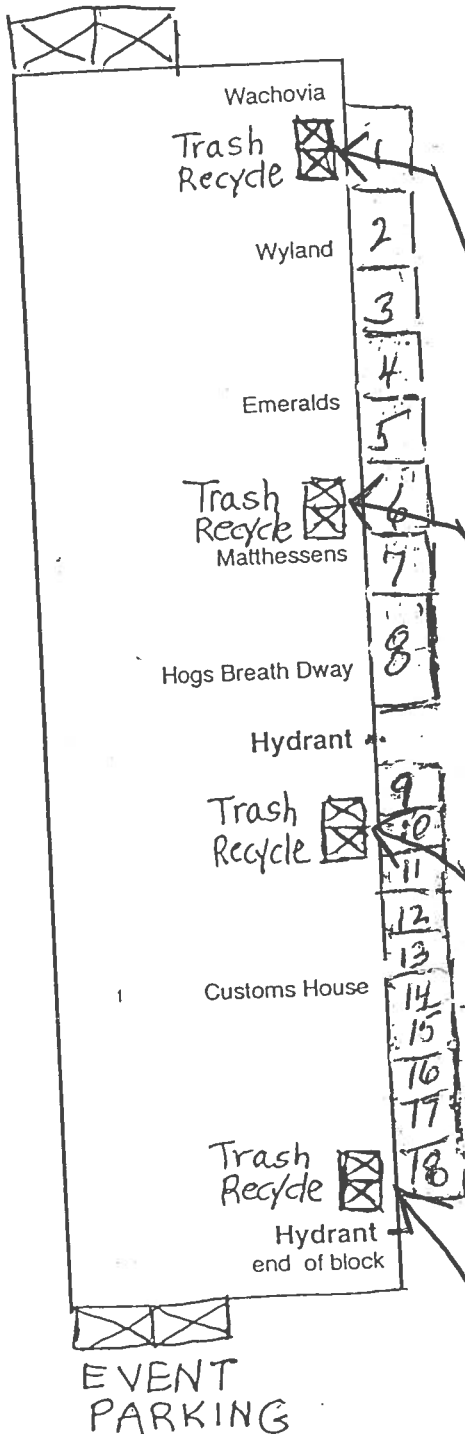 Wachovia
Trash
Recycle
1
2
Wyland
3
4
Emeralds
5
Trash
Recycle
6
Matthessens
7
8
Hogs Breath Dway
Hydrant
9
Trash
Recycle
10
11
12
13
1
Customs House
14
15
16
17
Trash
Recycle
18
Hydrant
end of block
EVENT
PARKING